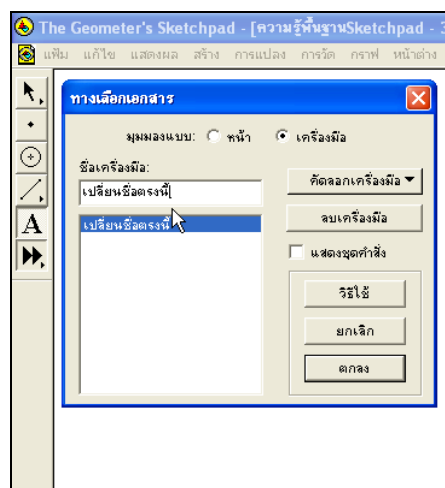 The Geometer's Sketchpad - [ความรู้พื้นฐานSketchpad - 3
แฟ้ม แก้ไข แสดงผล สร้าง การแปลง การวัด กราฟ หน้าต่าง
ทางเลือกเอกสาร
มุมมองแบบ: หน้า เครื่องมือ
ชื่อเครื่องมือ:
เปลี่ยนชื่อตรงนี้
คัดลอกเครื่องมือ
เปลี่ยนชื่อตรงนี้
ลบเครื่องมือ
แสดงชุดคำสั่ง
วิธีใช้
ยกเลิก
ตกลง
A